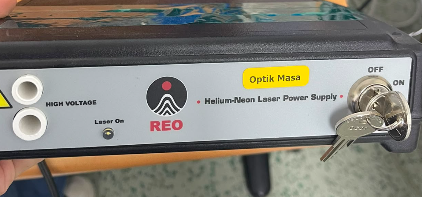 HIGH VOLTAGE
Laser On
REO
Optik Masa
• Helium-Neon Laser Power Supply •
OFF
ON